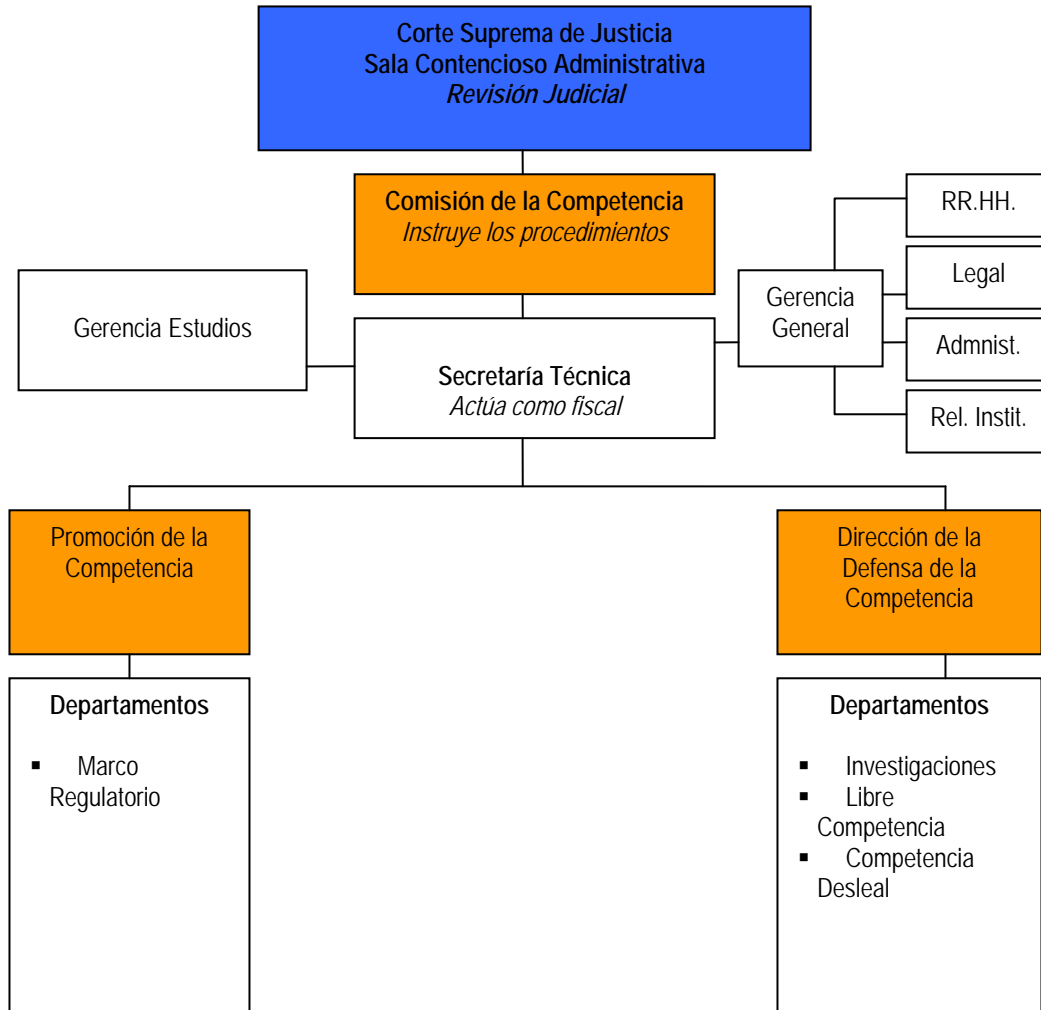 Corte Suprema de Justicia
Sala Contencioso Administrativa
Revisión Judicial
Comisión de la Competencia
Instruye los procedimientos
RR.HH.
Legal
Gerencia
General
Admnist.
Rel. Instit.
Gerencia Estudios
Secretaría Técnica
Actúa como fiscal
Promoción de la
Competencia
Dirección de la
Defensa de la
Competencia
Departamentos
▪ Marco
Regulatorio
Departamentos
▪ Investigaciones
▪ Libre
Competencia
▪ Competencia
Desleal